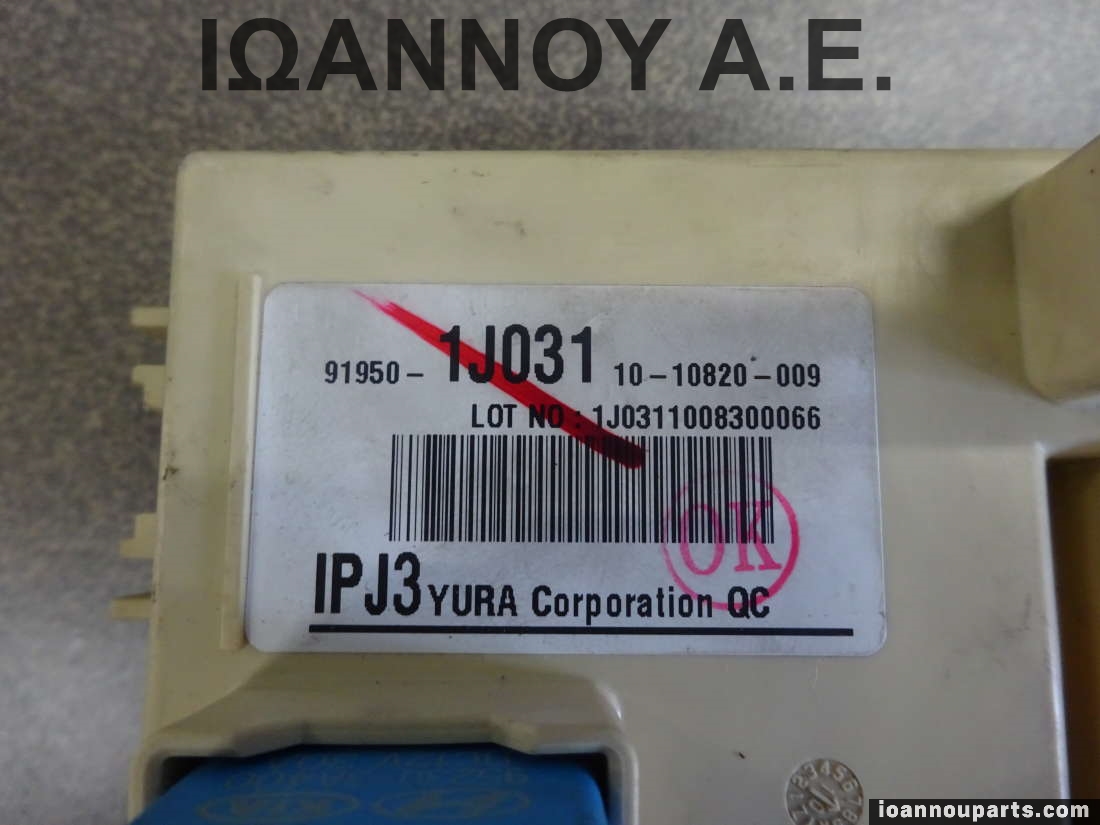 ΙΩΑΝΝΟΥ Α.Ε.
91950- 1J031 10-10820-009
LOT NO : 1J0311008300066
OK
IPJ3 YURA Corporation QC
ioannouparts.com